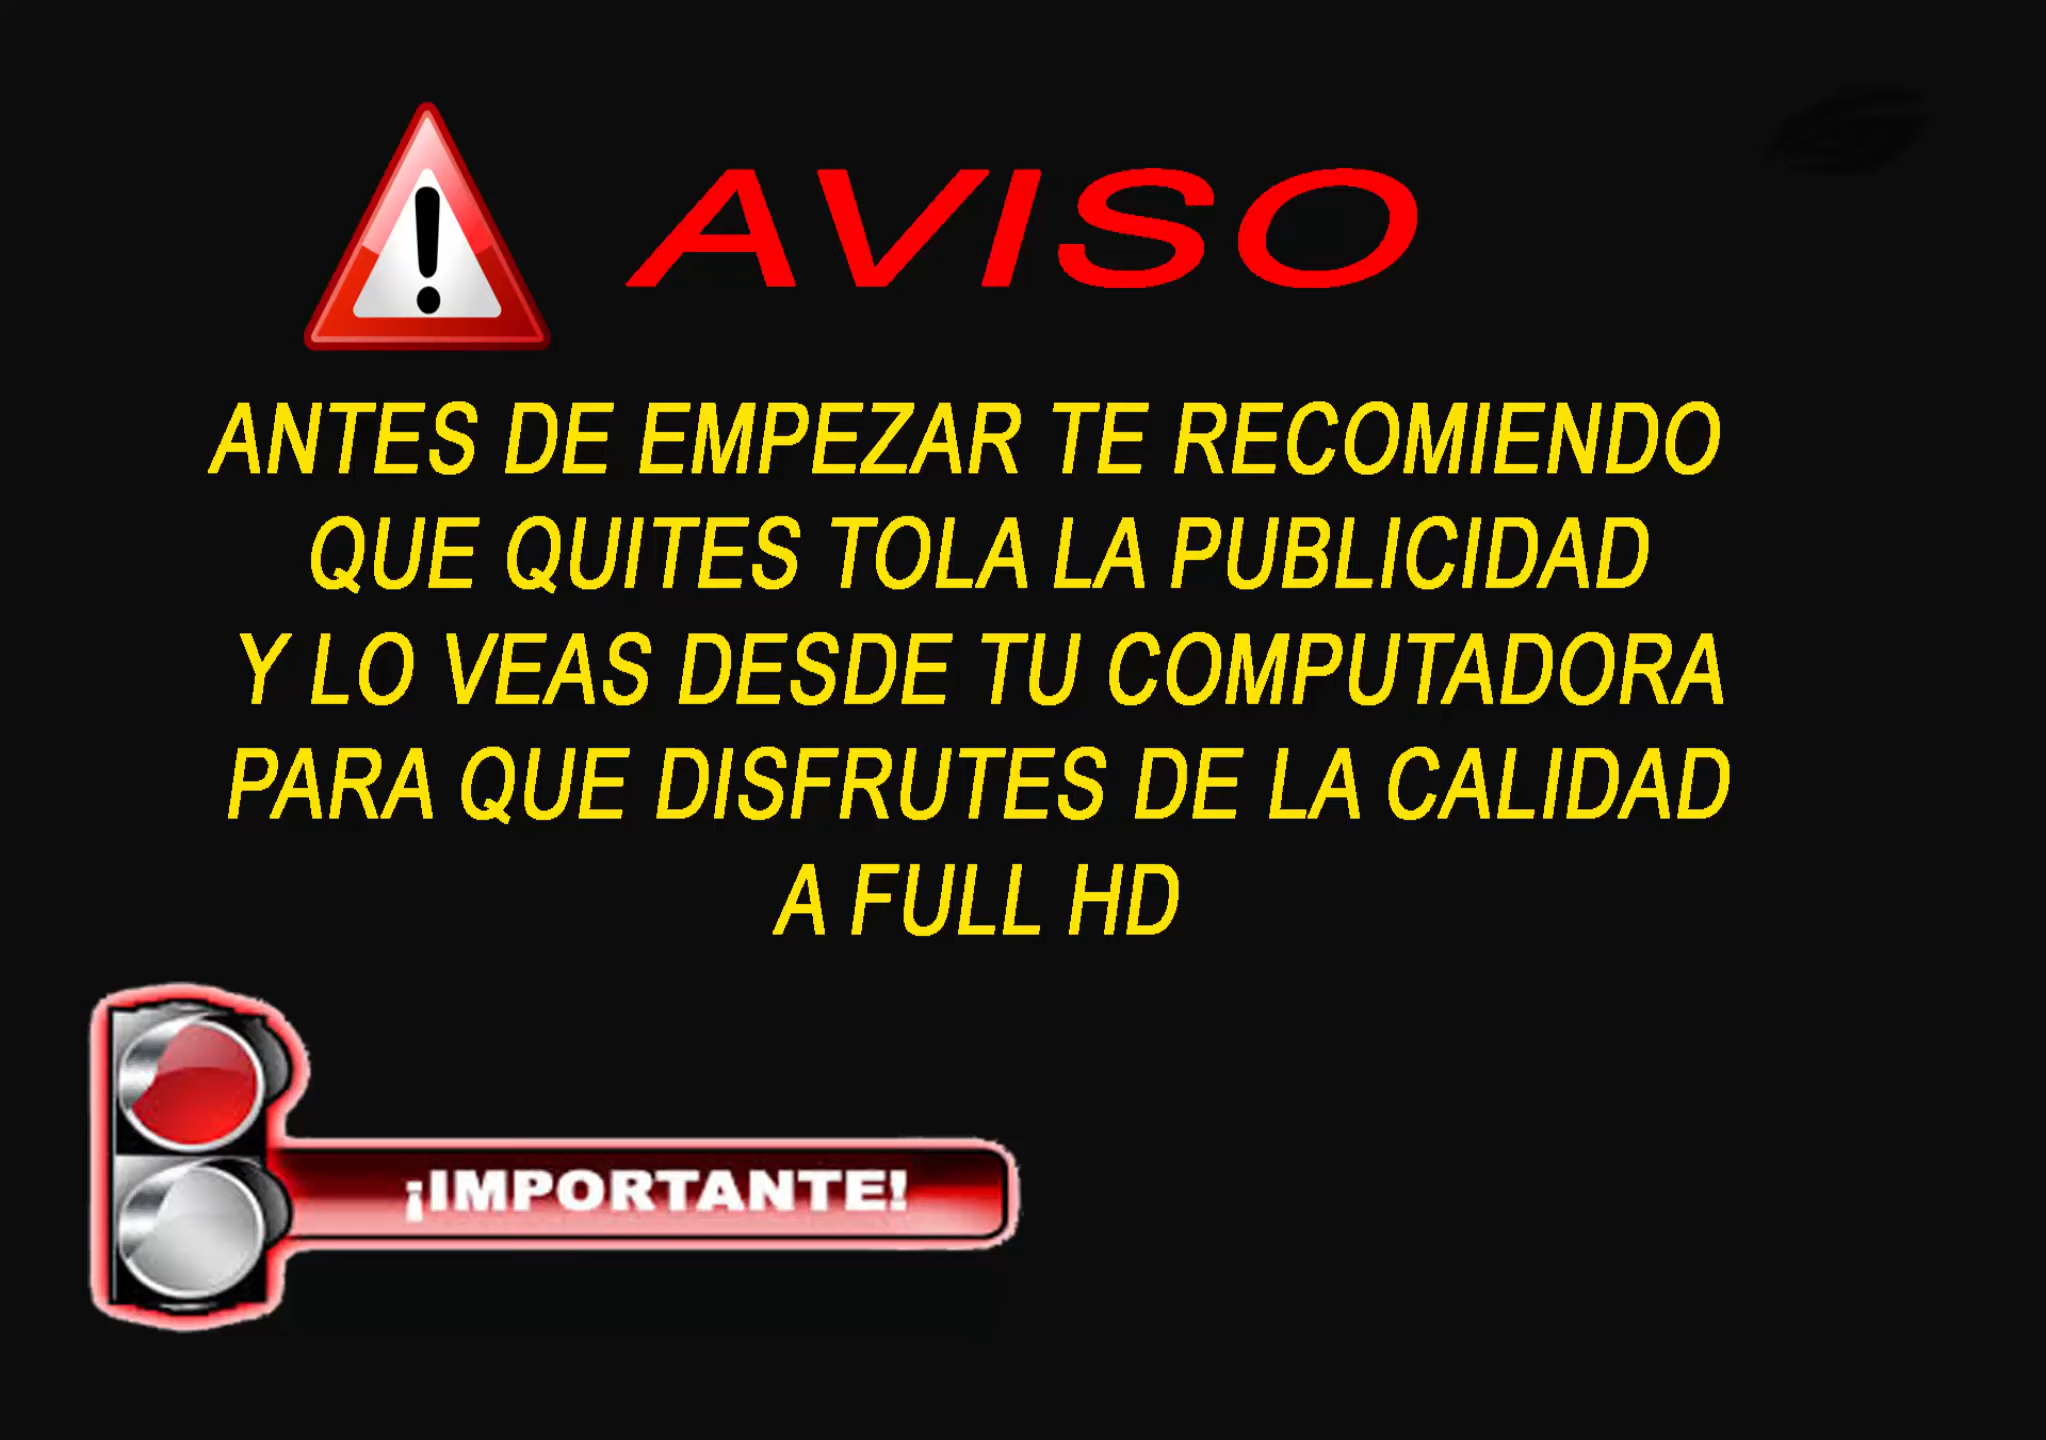 AVISO
ANTES DE EMPEZAR TE RECOMIENDO
QUE QUITES TOLA LA PUBLICIDAD
Y LO VEAS DESDE TU COMPUTADORA
PARA QUE DISFRUTES DE LA CALIDAD
A FULL HD
¡IMPORTANTE!